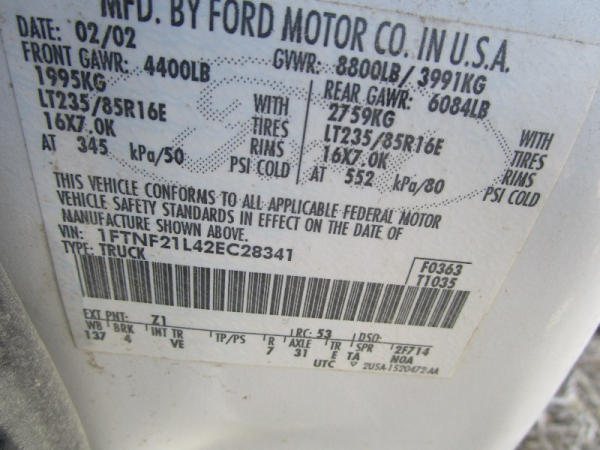 MFD. BY FORD MOTOR CO. IN U.S.A.
DATE: 02/02 GVWR: 8800LB/ 3991KG
FRONT GAWR: 4400LB REAR GAWR: 6084LB
1995KG 2759KG
LT235/85R16E WITH TIRES LT235/85R16E WITH TIRES
16X7.0K RIMS 16X7.0K RIMS
AT 345 kPa/50 PSI COLD AT 552 kPa/80 PSI COLD
THIS VEHICLE CONFORMS TO ALL APPLICABLE FEDERAL MOTOR
VEHICLE SAFETY STANDARDS IN EFFECT ON THE DATE OF
MANUFACTURE SHOWN ABOVE.
VIN: 1FTNF21L42EC28341
TYPE: TRUCK F0363
T1035
EXT PNT: Z1 RC: 53 DSO:
WB BRK INT TR TP/PS R AXLE TR SPR 2F714
137 4 VE 7 31 E TA NOA
UTC 2U5A-1520472-AA